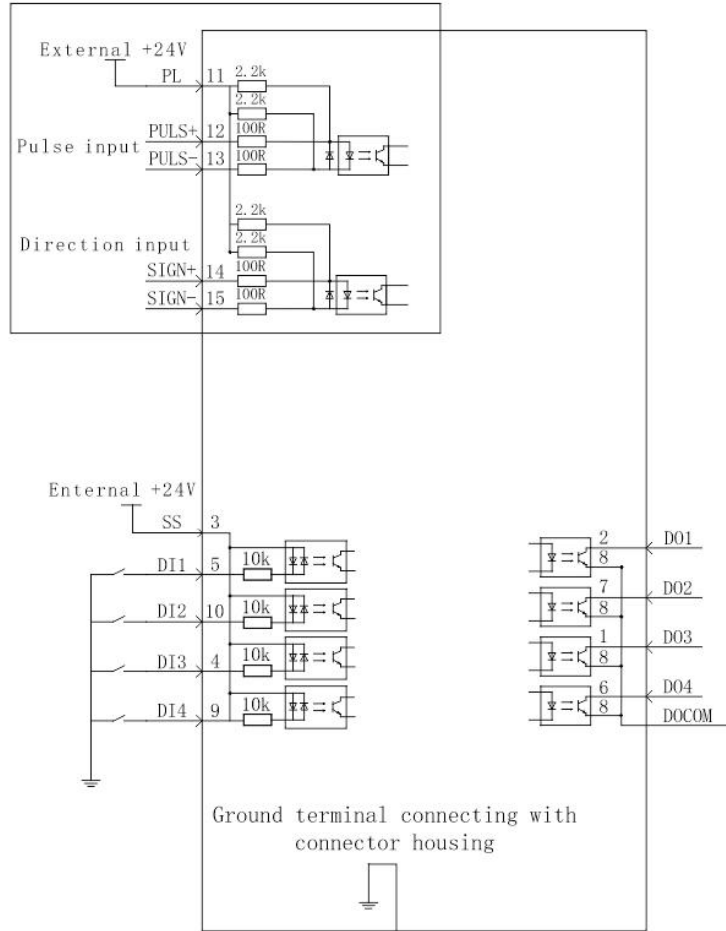 External +24V
PL 11 2.2k
2.2k
PULS+ 12 100R
Pulse input
PULS- 13 100R
2.2k
Direction input 2.2k
SIGN+ 14 100R
SIGN- 15 100R
Enternal +24V
SS 3
2 DO1
DI1 5 10k 8
DI2 10 10k 7 DO2
8
DI3 4 10k 1 DO3
8
DI4 9 10k 6 DO4
8 DOCOM
Ground terminal connecting with
connector housing